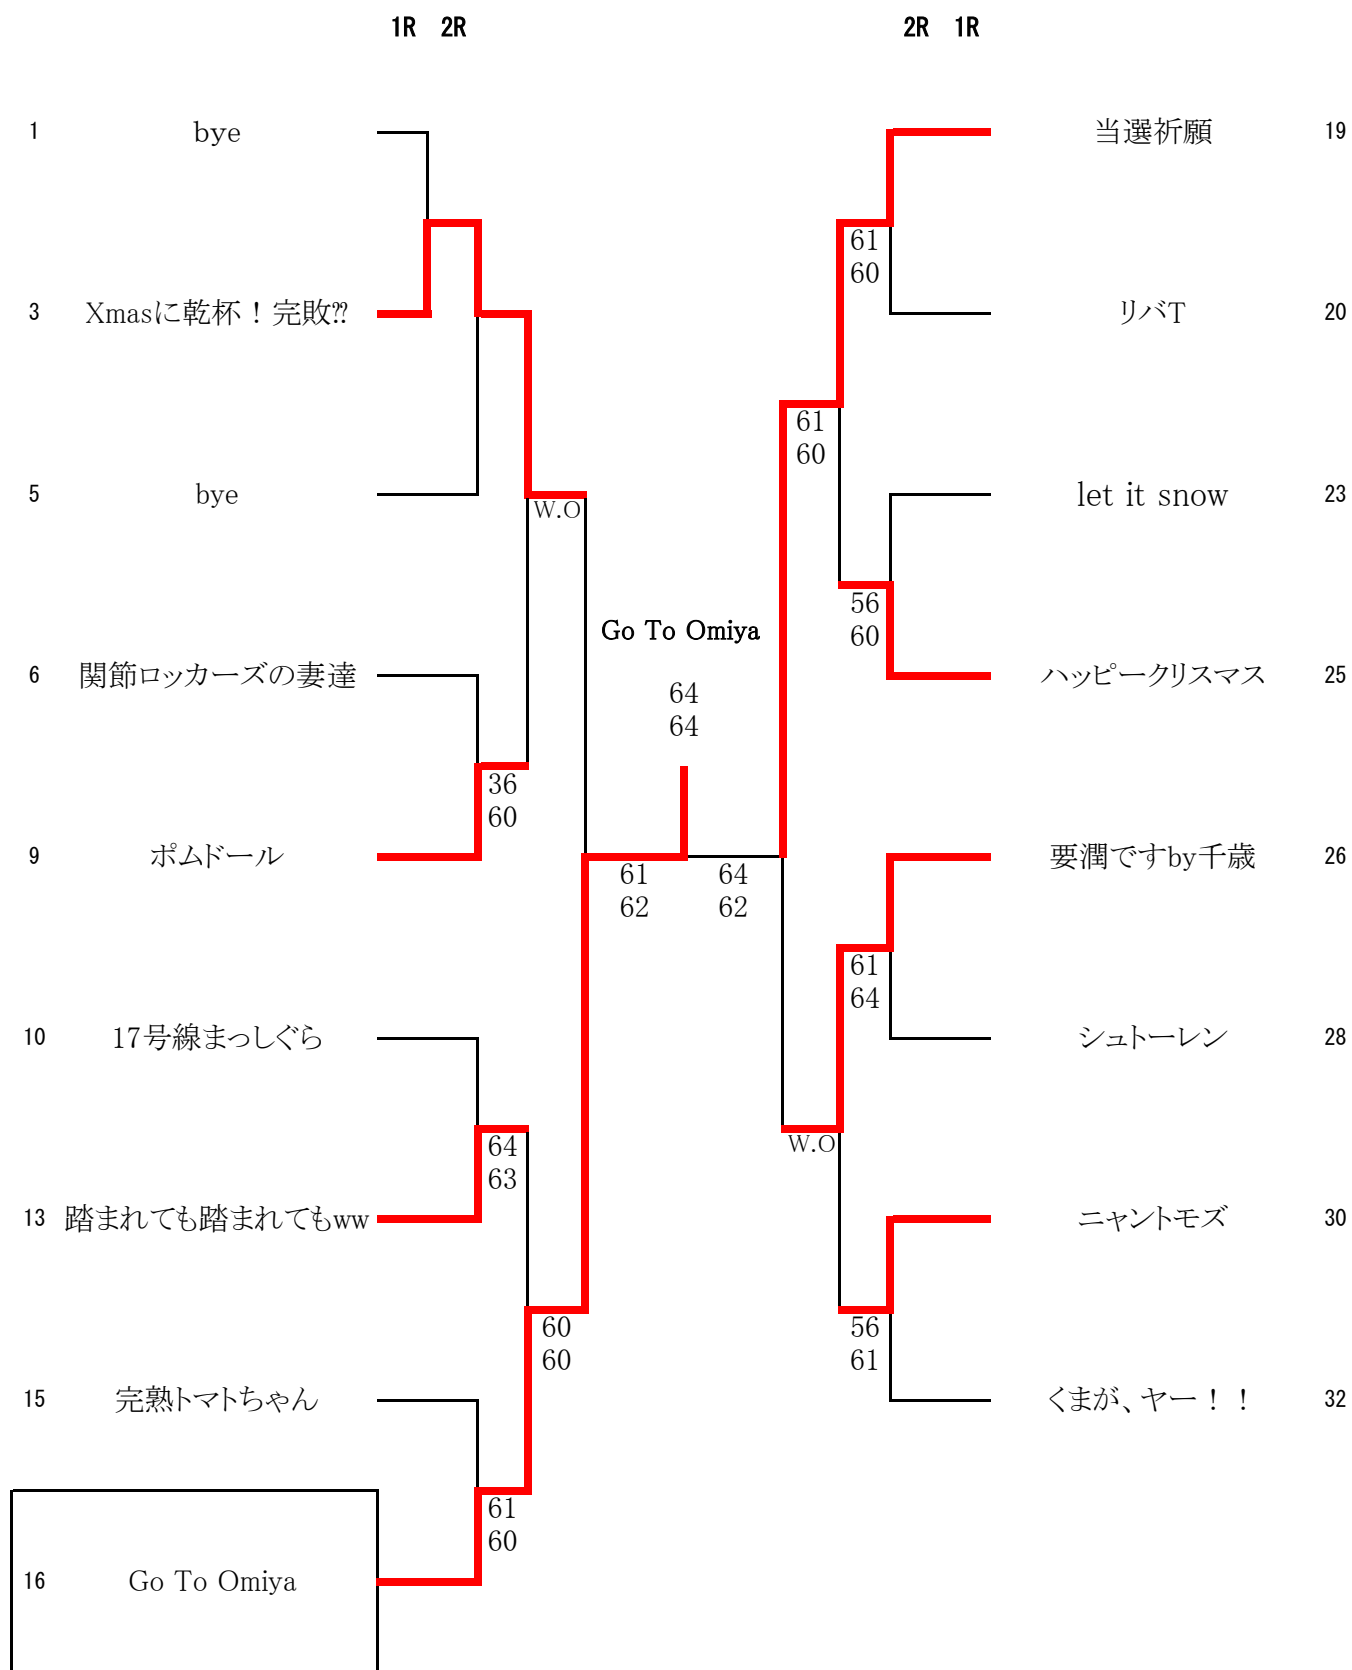 1R 2R
2R 1R
1 bye
3 Xmasに乾杯！完敗⁇
5 bye
6 関節ロッカーズの妻達
9 ポムドール
10 17号線まっしぐら
13 踏まれても踏まれてもww
15 完熟トマトちゃん
16 Go To Omiya
W.O
36
60
64
63
60
60
61
60
61
62
Go To Omiya
64
64
64
62
61
60
61
60
56
60
61
64
W.O
56
61
当選祈願 19
リバT 20
let it snow 23
ハッピークリスマス 25
要潤ですby千歳 26
シュトーレン 28
ニャントモズ 30
くまが、ヤー！！ 32